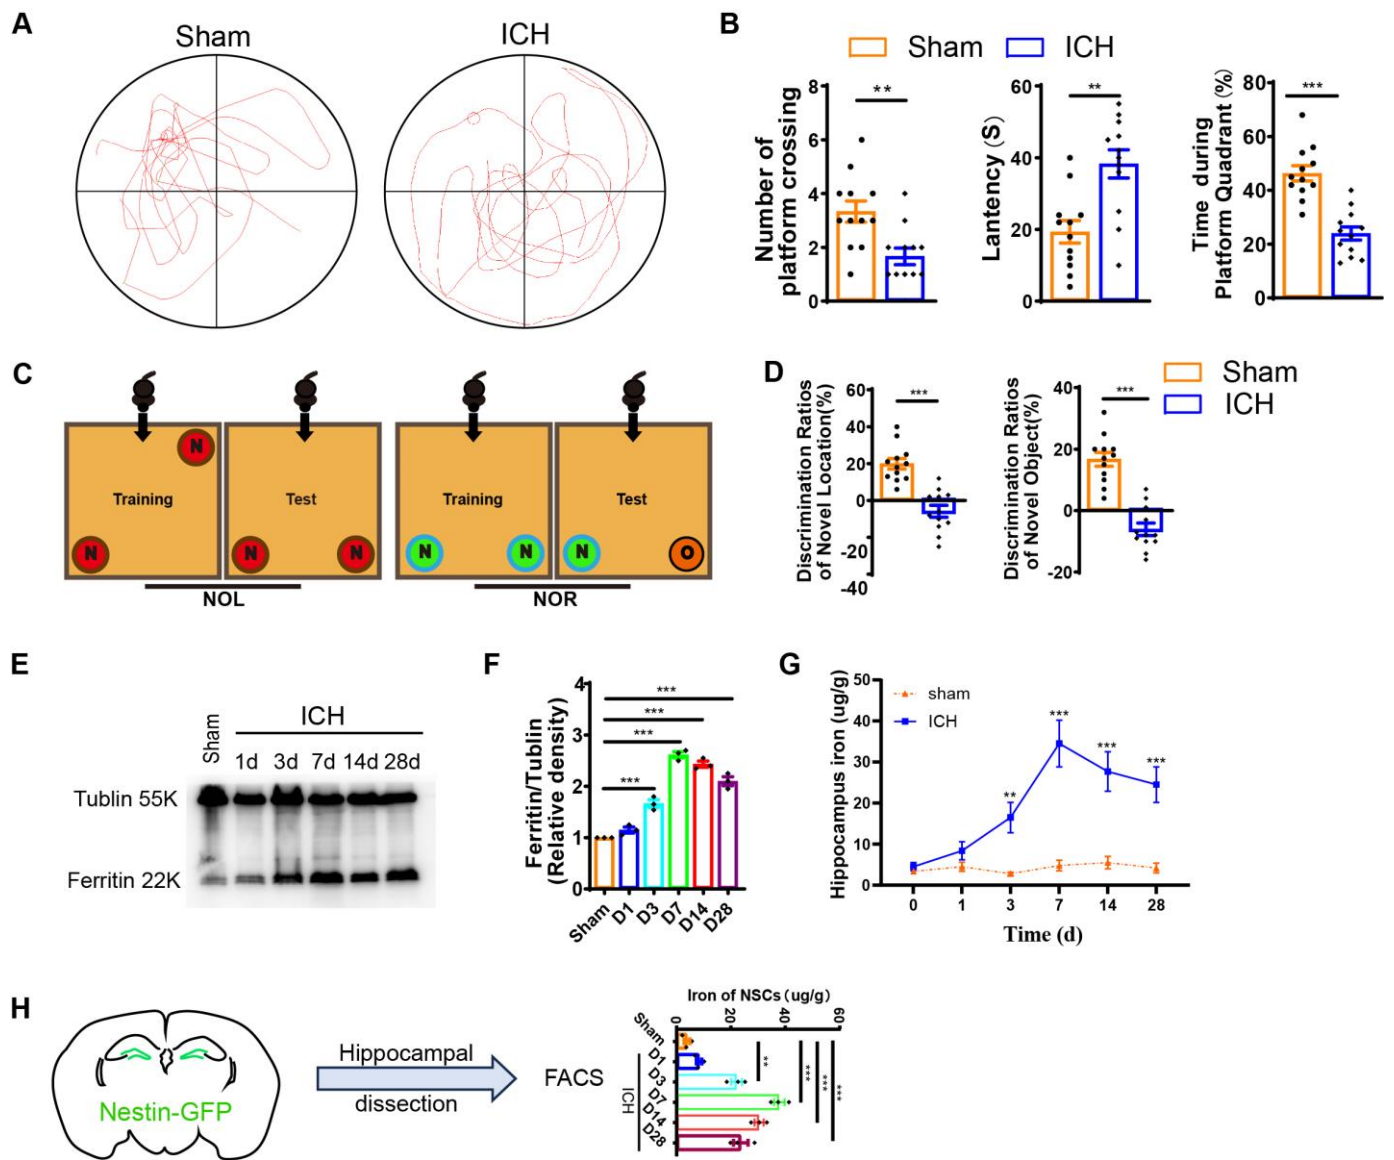 A
Sham
ICH
B
Sham
ICH
Number of
platform crossing
8
6
4
2
0
**
Lantency (S)
60
40
20
0
**
Time during
Platform Quadrant (%)
80
60
40
20
0
***
C
N
Training
N
Test
N
N
NOL
Training
N
N
Test
N
O
NOR
D
Sham
ICH
Discrimination Ratios
of Novel Location(%)
60
40
20
0
-20
-40
***
Discrimination Ratios
of Novel Object(%)
40
20
0
-20
***
E
Sham
ICH
1d 3d 7d 14d 28d
Tublin 55K
Ferritin 22K
F
Ferritin/Tublin
(Relative density)
4
3
2
1
0
***
***
***
***
Sham
D1
D3
D7
D14
D28
G
Hippocampus iron (ug/g)
50
40
30
20
10
0
sham
ICH
**
***
***
***
0 1 3 7 14 28
Time (d)
H
Nestin-GFP
Hippocampal
dissection
FACS
Iron of NSCs (ug/g)
0 20 40 60
Sham
D1
D3
D7
D14
D28
ICH
**
***
***
***